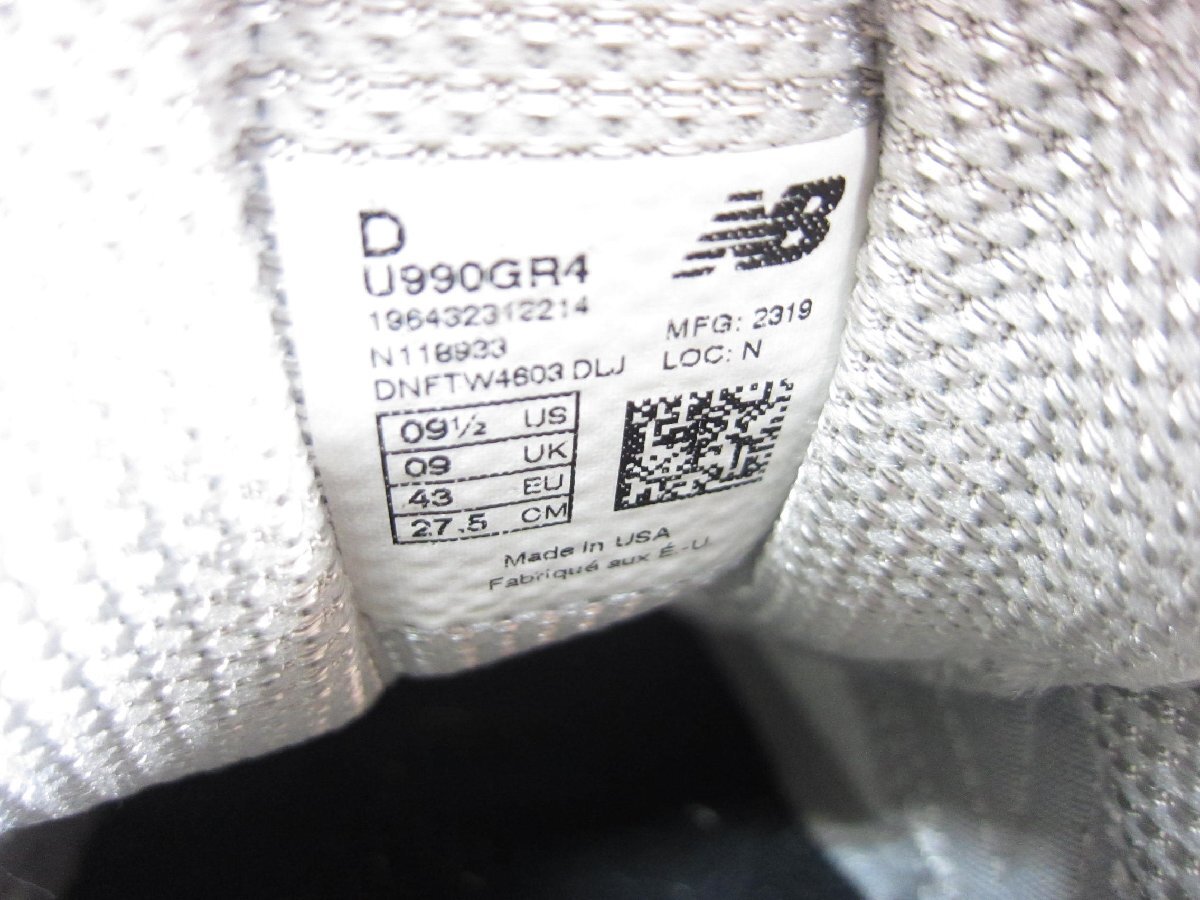 D
NB
U990GR4
196432312214
MFG: 2319
N118933
LOC: N
DNFTW4603 DLJ
09½ US
09 UK
43 EU
27.5 CM
Made in USA
Fabriqué aux É.-U.